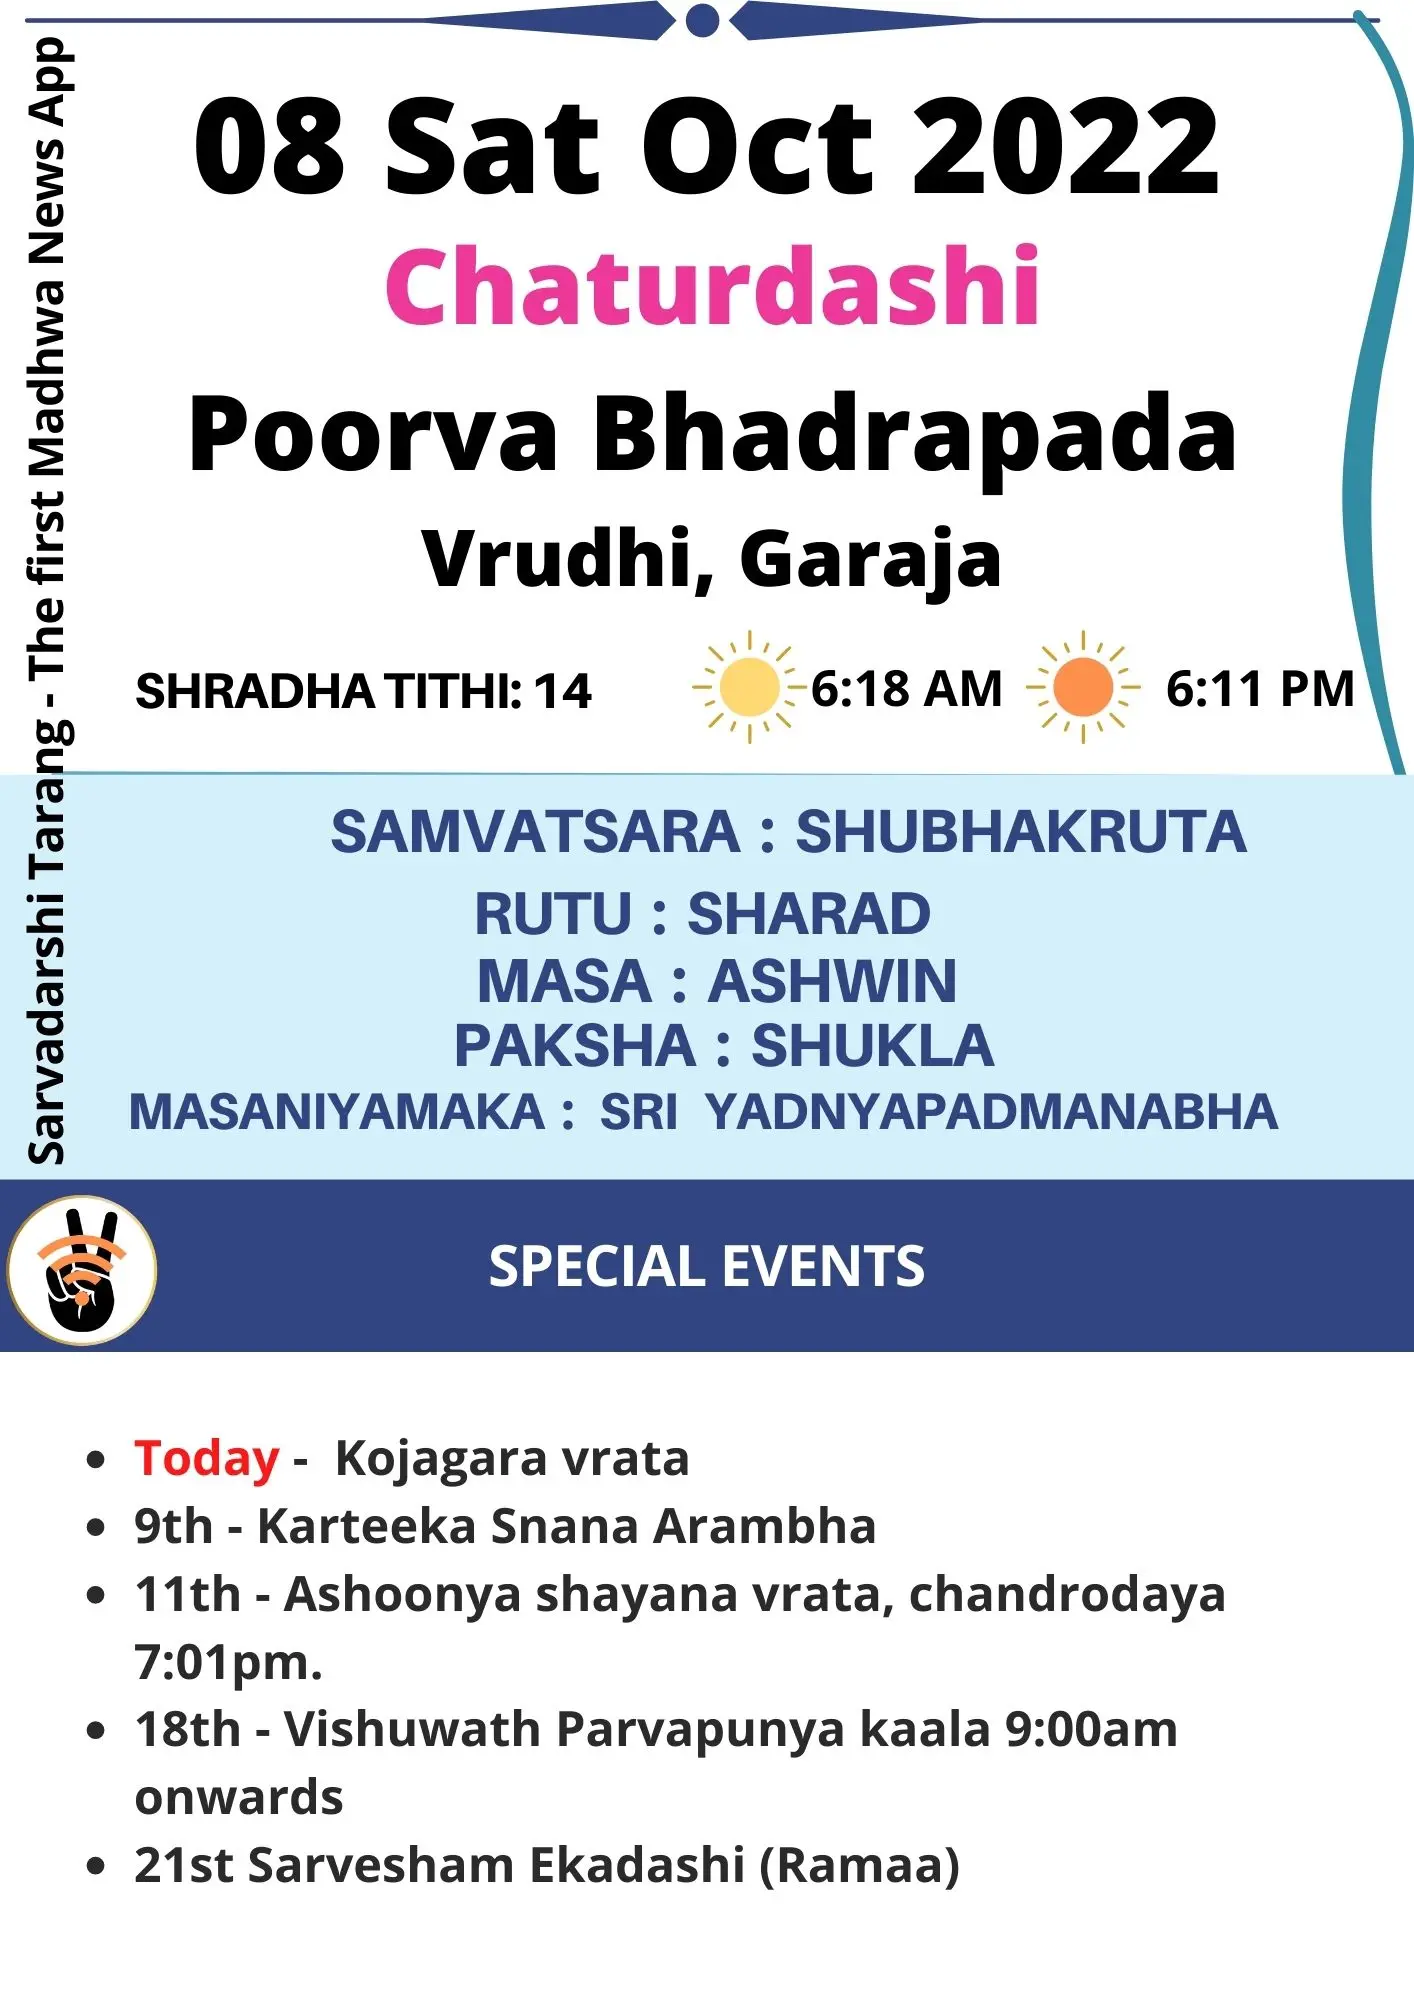 08 Sat Oct 2022
Chaturdashi
Poorva Bhadrapada
Vrudhi, Garaja
SHRADHA TITHI: 14 6:18 AM 6:11 PM
Sarvadarshi Tarang - The first Madhwa News App
SAMVATSARA : SHUBHAKRUTA
RUTU : SHARAD
MASA : ASHWIN
PAKSHA : SHUKLA
MASANIYAMAKA : SRI YADNYAPADMANABHA
SPECIAL EVENTS
• Today - Kojagara vrata
• 9th - Karteeka Snana Arambha
• 11th - Ashoonya shayana vrata, chandrodaya
7:01pm.
• 18th - Vishuwath Parvapunya kaala 9:00am
onwards
• 21st Sarvesham Ekadashi (Ramaa)